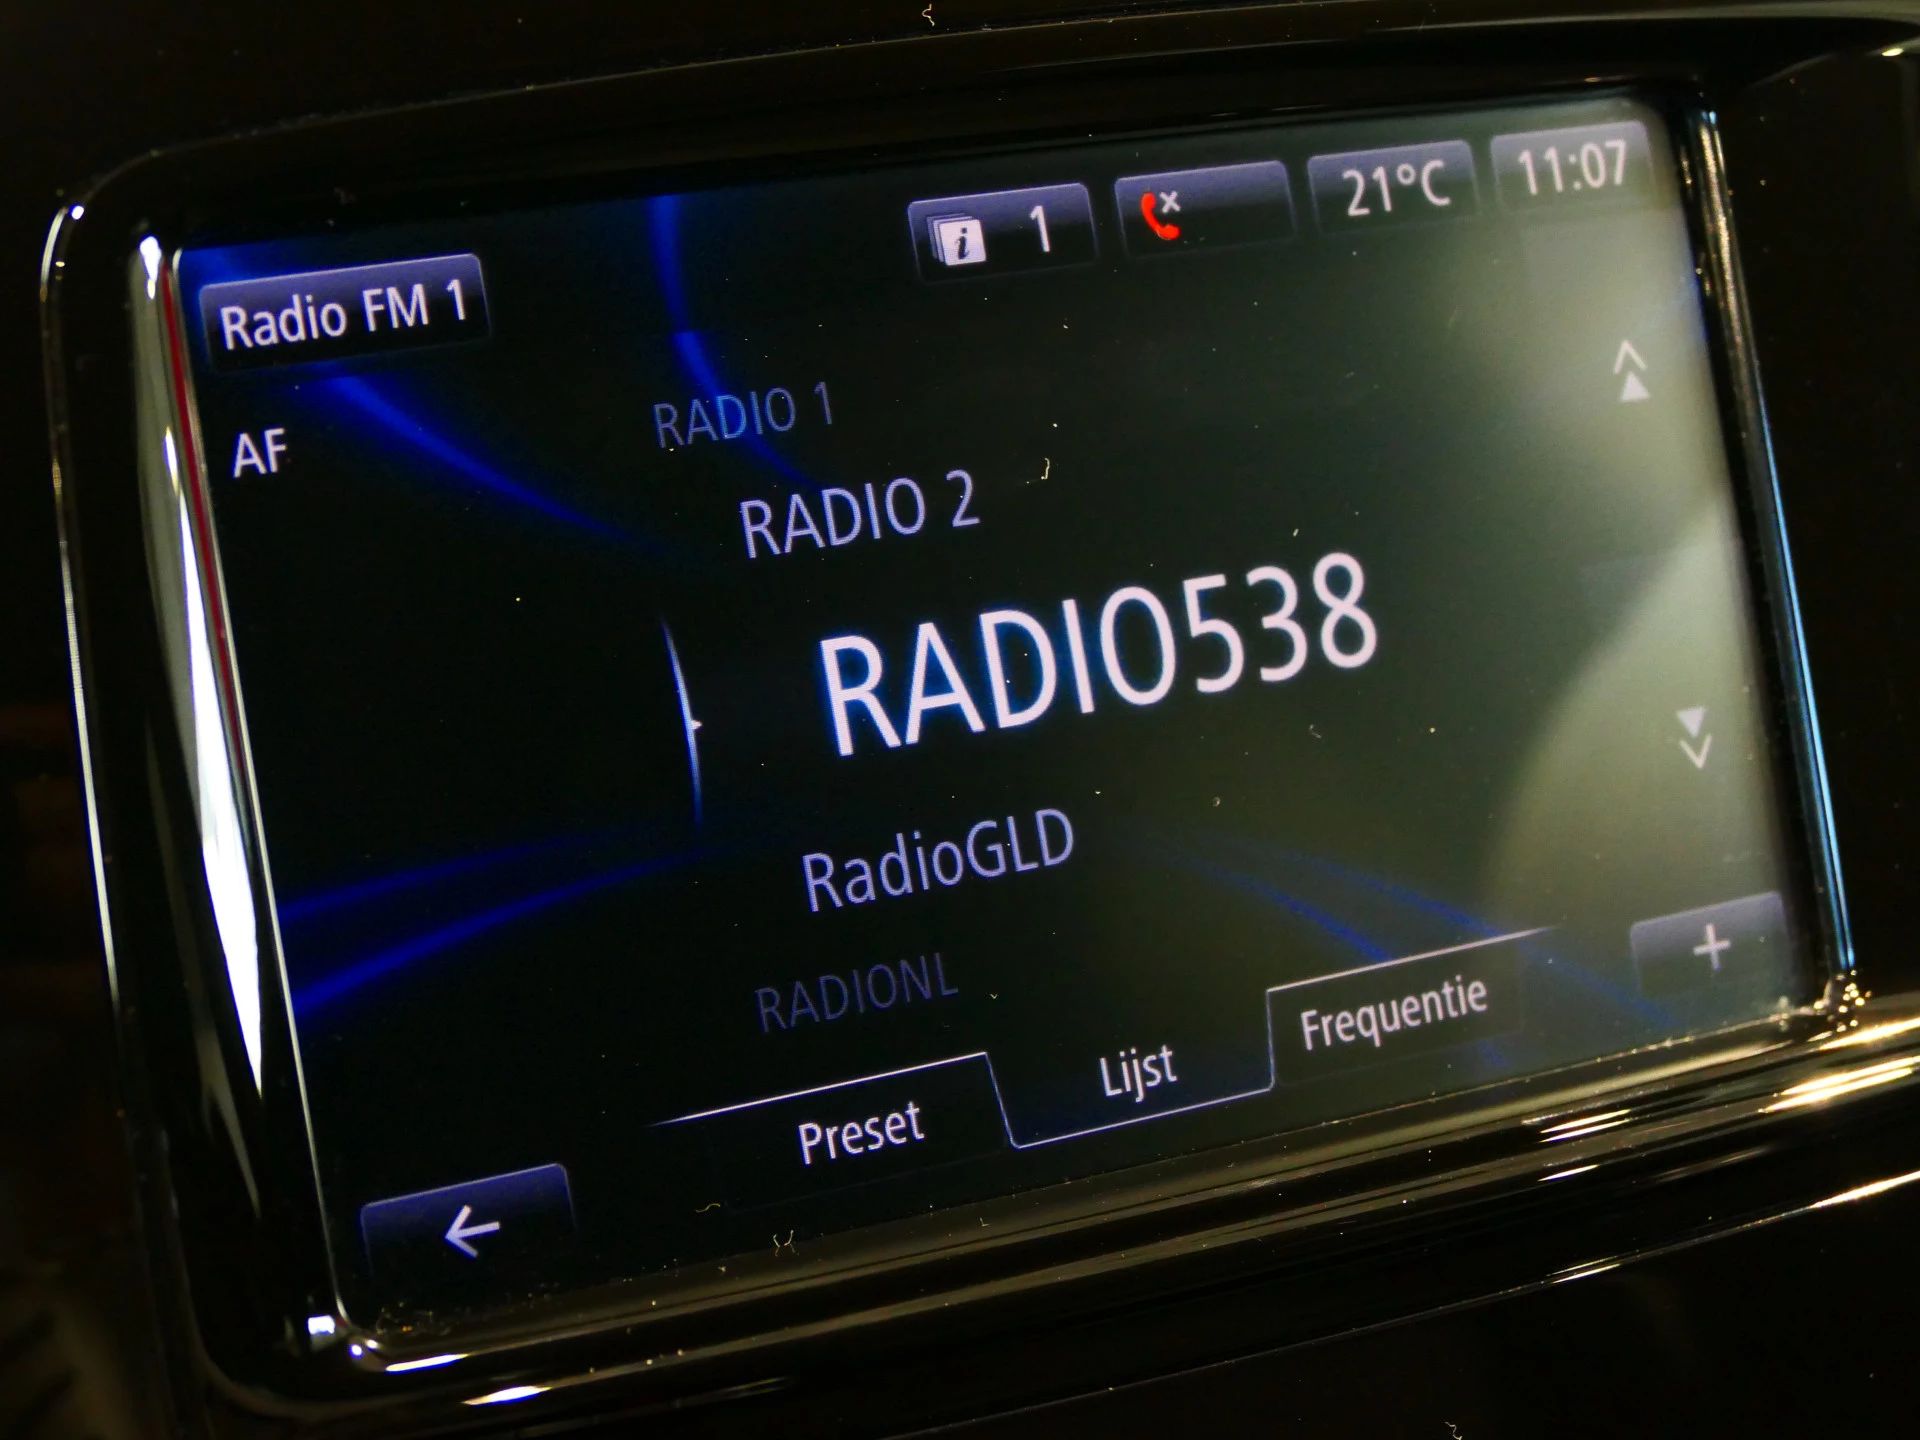 1
21°C
11:07
Radio FM 1
AF
RADIO 1
RADIO 2
RADIO538
RadioGLD
RADIONL
Preset
Lijst
Frequentie
+